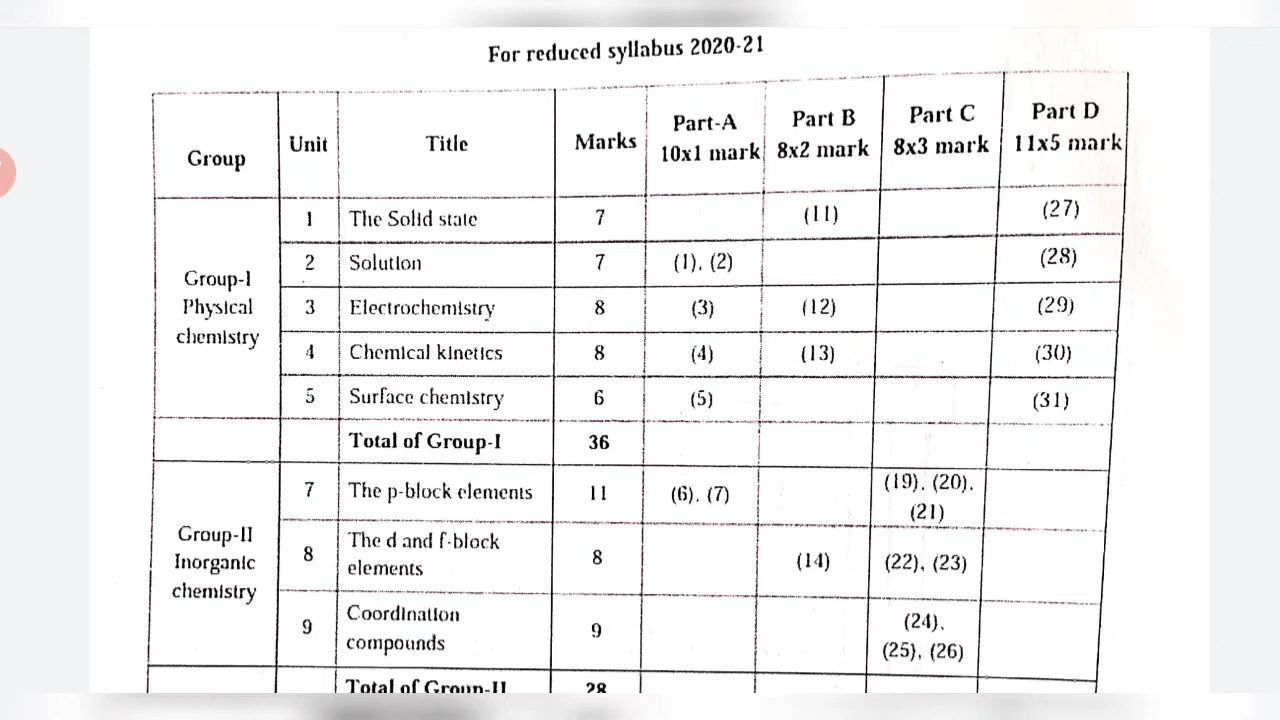 For reduced syllabus 2020-21
Group Unit Title Marks Part-A 10x1 mark Part B 8x2 mark Part C 8x3 mark Part D 11x5 mark
Group-I Physical chemistry
1 The Solid state 7 (11) (27)
2 Solution 7 (1), (2) (28)
3 Electrochemistry 8 (3) (12) (29)
4 Chemical kinetics 8 (4) (13) (30)
5 Surface chemistry 6 (5) (31)
Total of Group-I 36
Group-II Inorganic chemistry
7 The p-block elements 11 (6), (7) (19), (20), (21)
8 The d and f-block elements 8 (14) (22), (23)
9 Coordination compounds 9 (24), (25), (26)
Total of Group-II 28